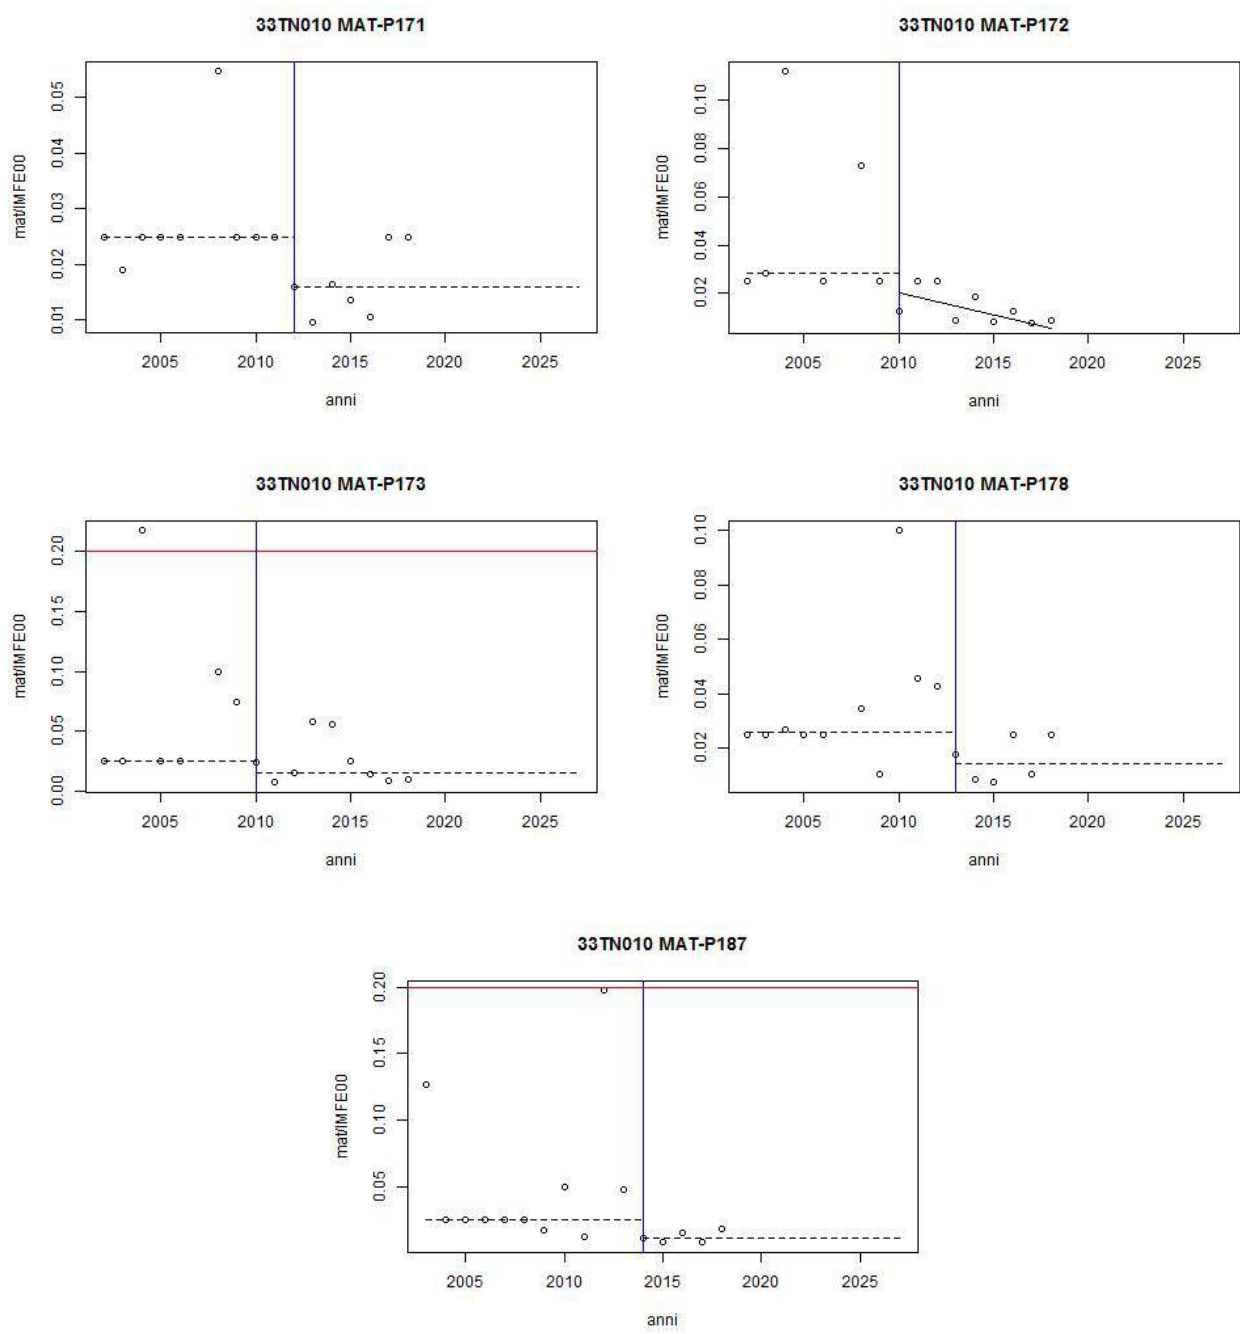 33TN010 MAT-P171
mat/IMFE00
0.01 0.02 0.03 0.04 0.05
2005 2010 2015 2020 2025
anni
33TN010 MAT-P172
mat/IMFE00
0.02 0.04 0.06 0.08 0.10
2005 2010 2015 2020 2025
anni
33TN010 MAT-P173
mat/IMFE00
0.00 0.05 0.10 0.15 0.20
2005 2010 2015 2020 2025
anni
33TN010 MAT-P178
mat/IMFE00
0.02 0.04 0.06 0.08 0.10
2005 2010 2015 2020 2025
anni
33TN010 MAT-P187
mat/IMFE00
0.05 0.10 0.15 0.20
2005 2010 2015 2020 2025
anni